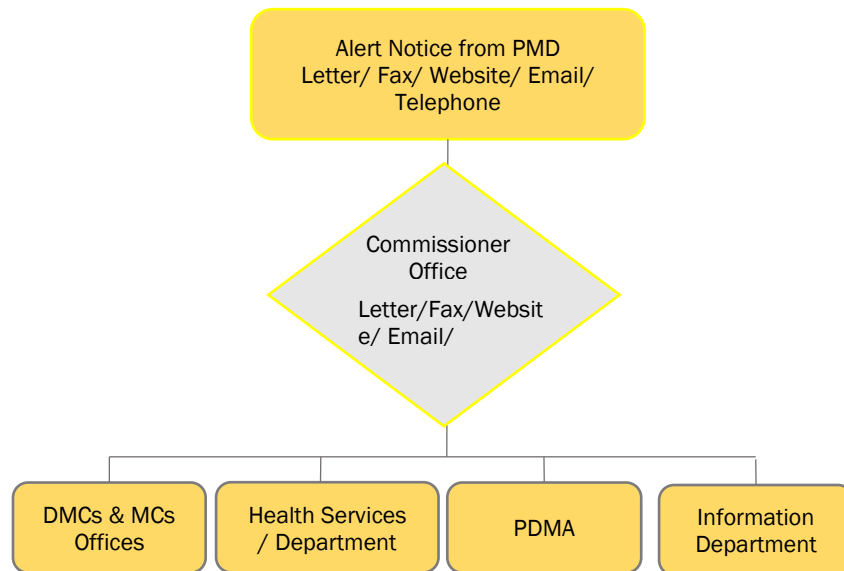 Alert Notice from PMD
Letter/ Fax/ Website/ Email/
Telephone
Commissioner
Office
Letter/Fax/Websit
e/ Email/
DMCs & MCs
Offices
Health Services
/ Department
PDMA
Information
Department